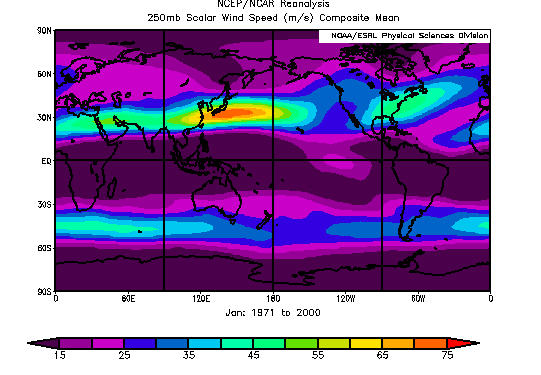 NCEP/NCAR Reanalysis
250mb Scalar Wind Speed (m/s) Composite Mean
NOAA/ESRL Physical Sciences Division
90N
60N
30N
EQ
30S
60S
90S
0 60E 120E 180 120W 60W 0
Jan: 1971 to 2000
15 25 35 45 55 65 75